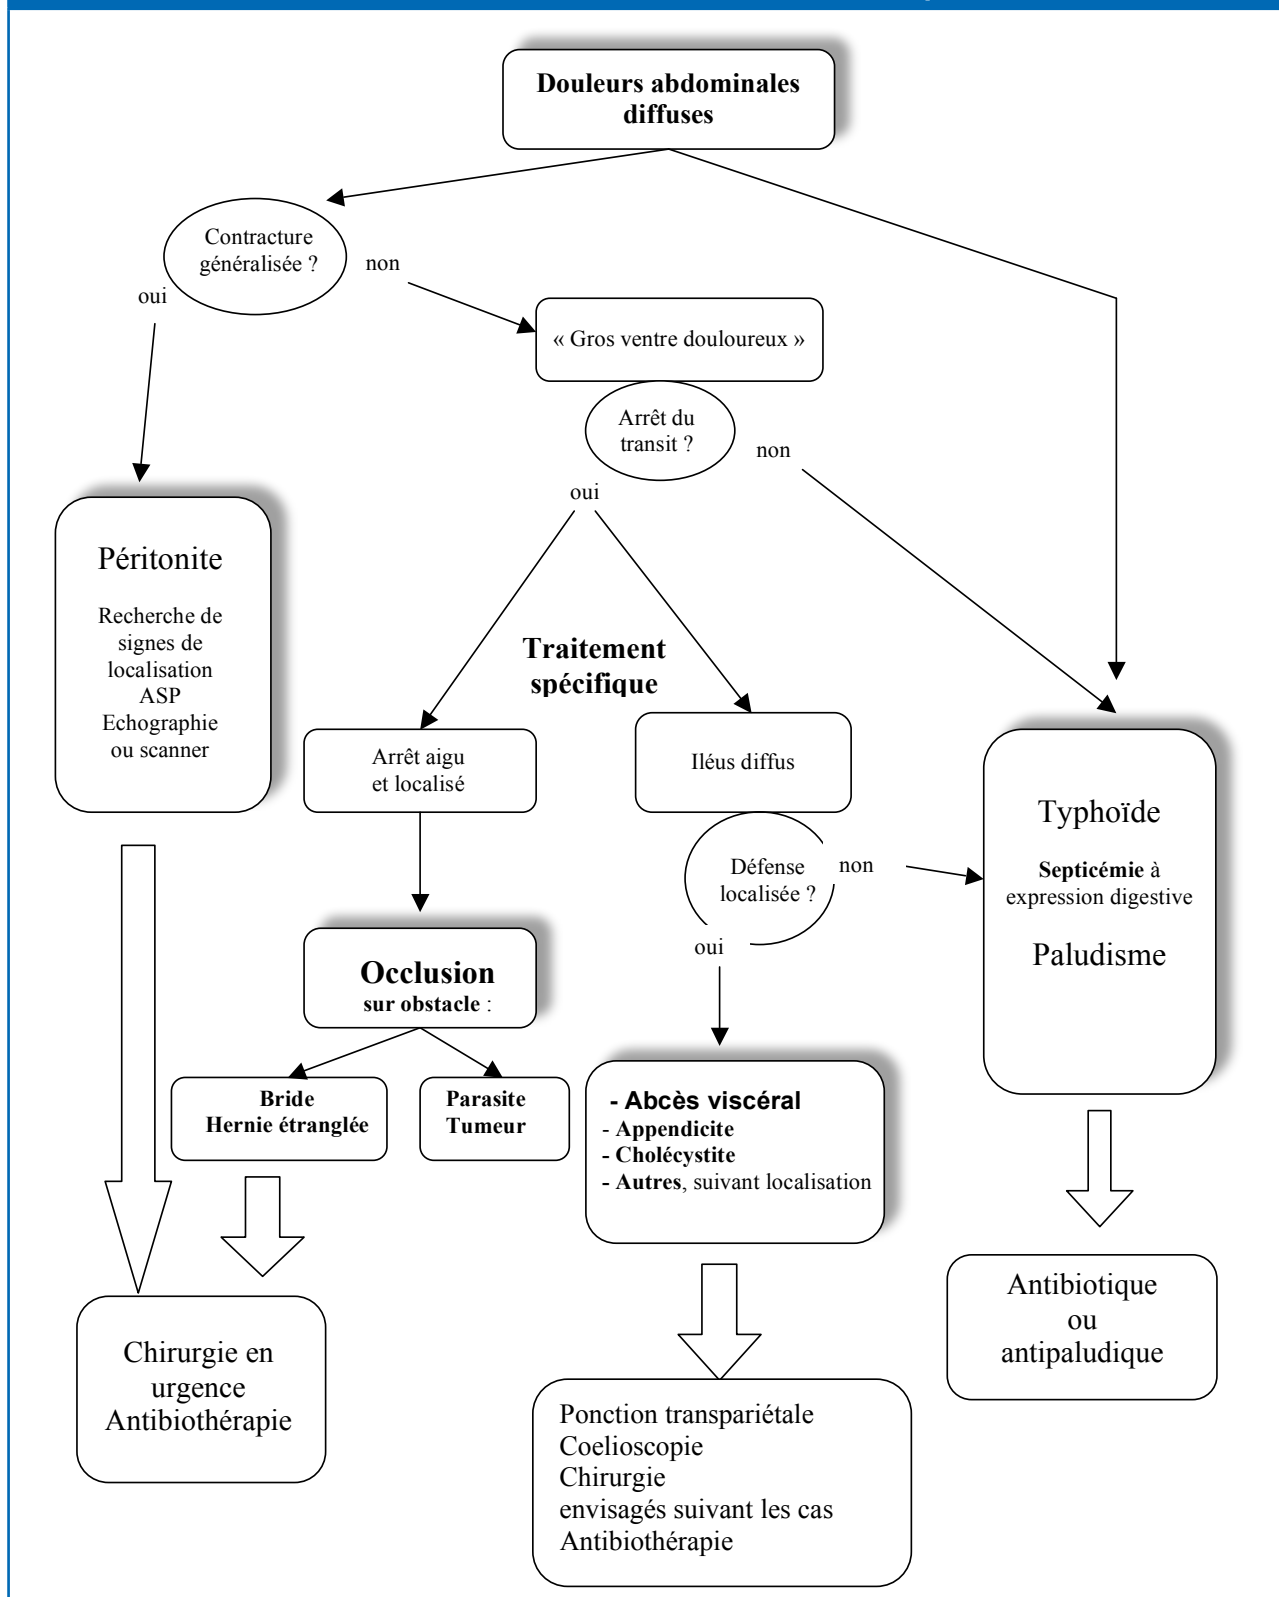 Douleurs abdominales
diffuses
Contracture
généralisée ?
non
oui
« Gros ventre douloureux »
Arrêt du
transit ?
non
oui
Péritonite
Recherche de
signes de
localisation
ASP
Echographie
ou scanner
Traitement
spécifique
Arrêt aigu
et localisé
Iléus diffus
Typhoïde
Septicémie à
expression digestive
Paludisme
Défense
localisée ?
non
oui
Occlusion
sur obstacle :
Bride
Hernie étranglée
Parasite
Tumeur
- Abcès viscéral
- Appendicite
- Cholécystite
- Autres, suivant localisation
Chirurgie en
urgence
Antibiothérapie
Ponction transpariétale
Coelioscopie
Chirurgie
envisagés suivant les cas
Antibiothérapie
Antibiotique
ou
antipaludique